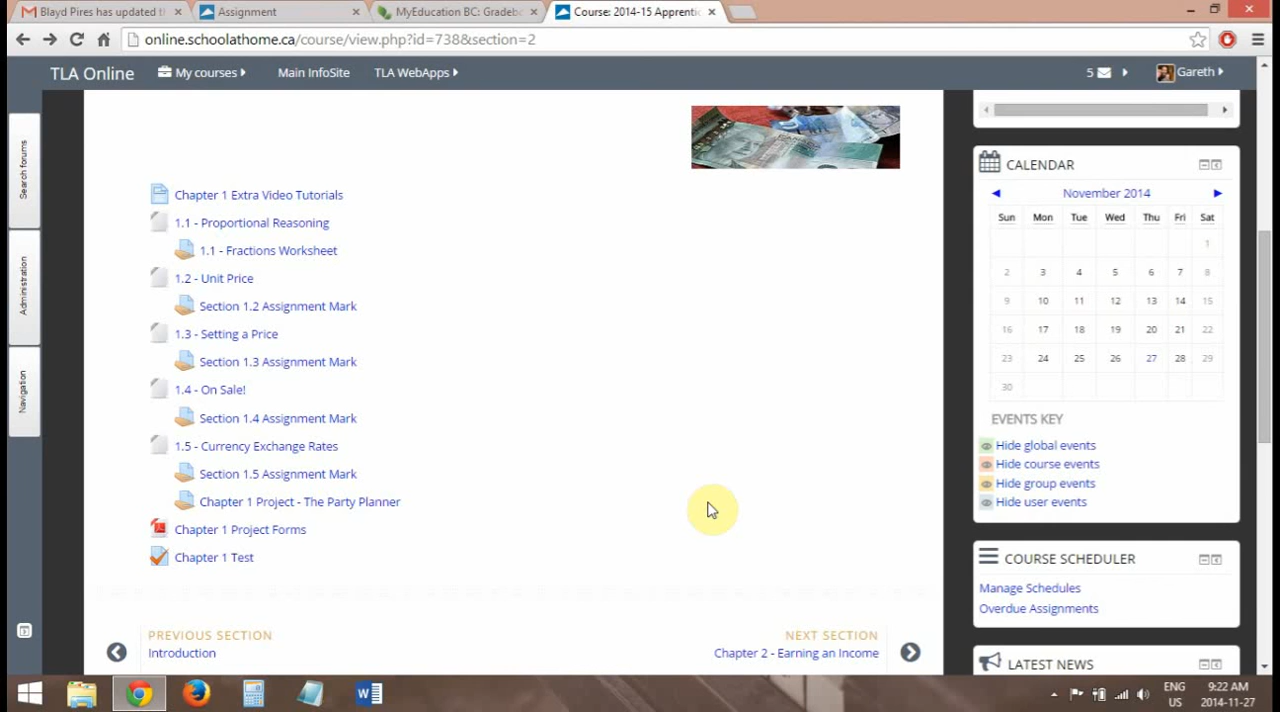 Blayd Pires has updated t
Assignment
MyEducation BC: Gradeb
Course: 2014-15 Apprenti
online.schoolathome.ca/course/view.php?id=738&section=2
TLA Online
My courses
Main InfoSite
TLA WebApps
5
Gareth
Search forums
Administration
Navigation
Chapter 1 Extra Video Tutorials
1.1 - Proportional Reasoning
1.1 - Fractions Worksheet
1.2 - Unit Price
Section 1.2 Assignment Mark
1.3 - Setting a Price
Section 1.3 Assignment Mark
1.4 - On Sale!
Section 1.4 Assignment Mark
1.5 - Currency Exchange Rates
Section 1.5 Assignment Mark
Chapter 1 Project - The Party Planner
Chapter 1 Project Forms
Chapter 1 Test
PREVIOUS SECTION
Introduction
NEXT SECTION
Chapter 2 - Earning an Income
CALENDAR
November 2014
Sun Mon Tue Wed Thu Fri Sat
1
2 3 4 5 6 7 8
9 10 11 12 13 14 15
16 17 18 19 20 21 22
23 24 25 26 27 28 29
30
EVENTS KEY
Hide global events
Hide course events
Hide group events
Hide user events
COURSE SCHEDULER
Manage Schedules
Overdue Assignments
LATEST NEWS
ENG
US
9:22 AM
2014-11-27